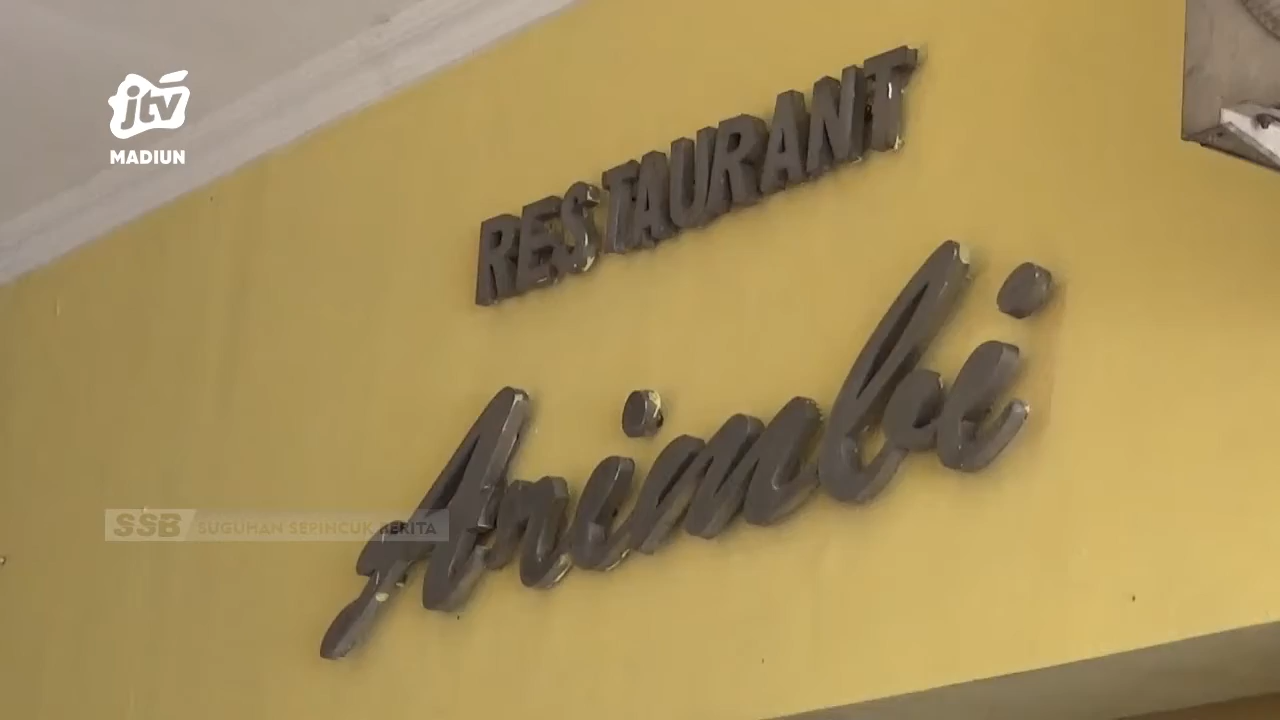 jtv
MADIUN
RESTAURANT
Arimbi
SSB SUGUHAN SEPINCUK BERITA